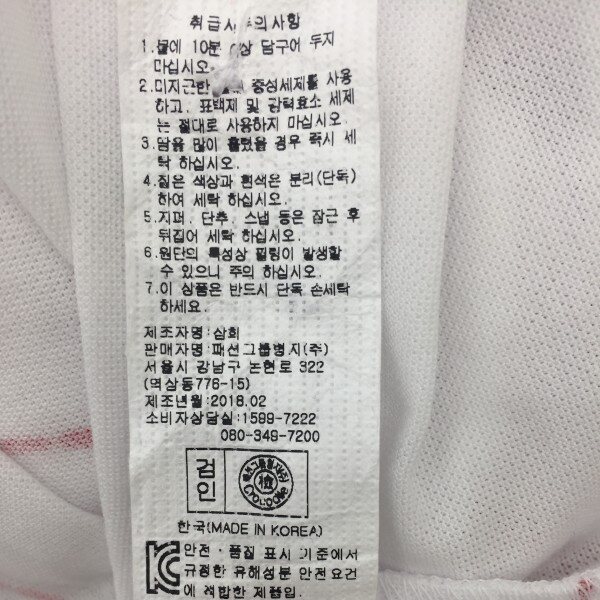 취급시 주의사항
1.물에 10분 이상 담구어 두지
마십시오.
2.미지근한 중성세제를 사용
하고, 표백제 및 강력효소 세제
는 절대로 사용하지 마십시오.
3.땀을 많이 흘렸을 경우 즉시 세
탁 하십시오.
4.짙은 색상과 흰색은 분리(단독)
하여 세탁 하십시오.
5.지퍼, 단추, 스냅 등은 잠근 후
뒤집어 세탁 하십시오.
6.원단의 특성상 필링이 발생할
수 있으니 주의 하십시오.
7.이 상품은 반드시 단독 손세탁
하세요.
제조자명:삼희
판매자명:패션그룹형지(주)
서울시 강남구 논현로 322
(역삼동776-15)
제조년월:2018.02
소비자상담실:1599-7222
080-349-7200
검인
패션그룹형지(주)
檢
Crocodile
한국(MADE IN KOREA)
안전·품질 표시 기준에서
규정한 유해성분 안전요건
에 적합한 제품임.